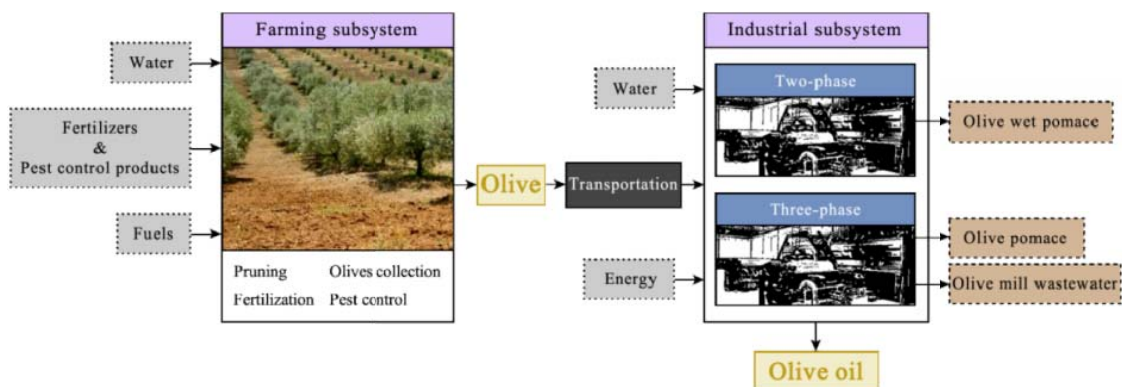 Farming subsystem
Water
Fertilizers
&
Pest control products
Fuels
Pruning Olives collection
Fertilization Pest control
Olive
Transportation
Industrial subsystem
Water
Energy
Two-phase
Three-phase
Olive wet pomace
Olive pomace
Olive mill wastewater
Olive oil